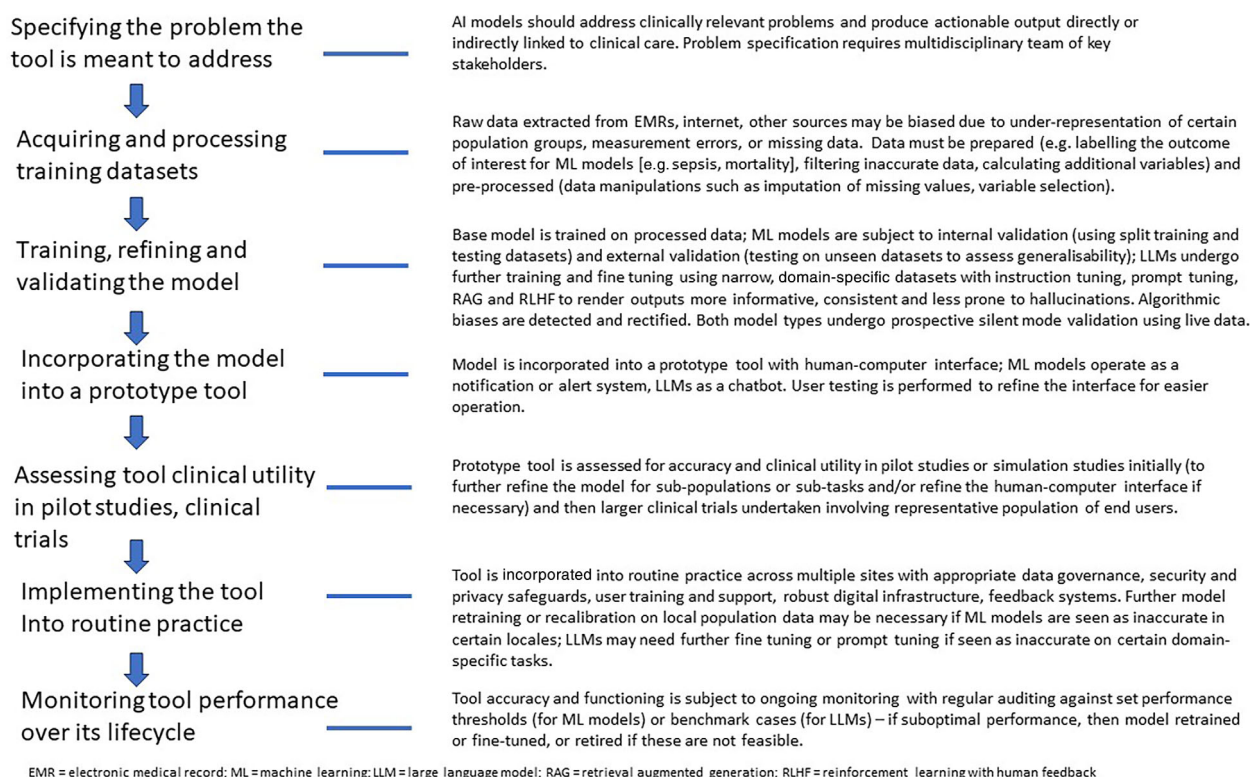 Specifying the problem the
tool is meant to address
AI models should address clinically relevant problems and produce actionable output directly or
indirectly linked to clinical care. Problem specification requires multidisciplinary team of key
stakeholders.
Acquiring and processing
training datasets
Raw data extracted from EMRs, internet, other sources may be biased due to under-representation of certain
population groups, measurement errors, or missing data. Data must be prepared (e.g. labelling the outcome
of interest for ML models [e.g. sepsis, mortality], filtering inaccurate data, calculating additional variables) and
pre-processed (data manipulations such as imputation of missing values, variable selection).
Training, refining and
validating the model
Base model is trained on processed data; ML models are subject to internal validation (using split training and
testing datasets) and external validation (testing on unseen datasets to assess generalisability); LLMs undergo
further training and fine tuning using narrow, domain-specific datasets with instruction tuning, prompt tuning,
RAG and RLHF to render outputs more informative, consistent and less prone to hallucinations. Algorithmic
biases are detected and rectified. Both model types undergo prospective silent mode validation using live data.
Incorporating the model
into a prototype tool
Model is incorporated into a prototype tool with human-computer interface; ML models operate as a
notification or alert system, LLMs as a chatbot. User testing is performed to refine the interface for easier
operation.
Assessing tool clinical utility
in pilot studies, clinical
trials
Prototype tool is assessed for accuracy and clinical utility in pilot studies or simulation studies initially (to
further refine the model for sub-populations or sub-tasks and/or refine the human-computer interface if
necessary) and then larger clinical trials undertaken involving representative population of end users.
Implementing the tool
Into routine practice
Tool is incorporated into routine practice across multiple sites with appropriate data governance, security and
privacy safeguards, user training and support, robust digital infrastructure, feedback systems. Further model
retraining or recalibration on local population data may be necessary if ML models are seen as inaccurate in
certain locales; LLMs may need further fine tuning or prompt tuning if seen as inaccurate on certain domain-
specific tasks.
Monitoring tool performance
over its lifecycle
Tool accuracy and functioning is subject to ongoing monitoring with regular auditing against set performance
thresholds (for ML models) or benchmark cases (for LLMs) – if suboptimal performance, then model retrained
or fine-tuned, or retired if these are not feasible.
EMR = electronic medical record; ML = machine learning; LLM = large language model; RAG = retrieval augmented generation; RLHF = reinforcement learning with human feedback